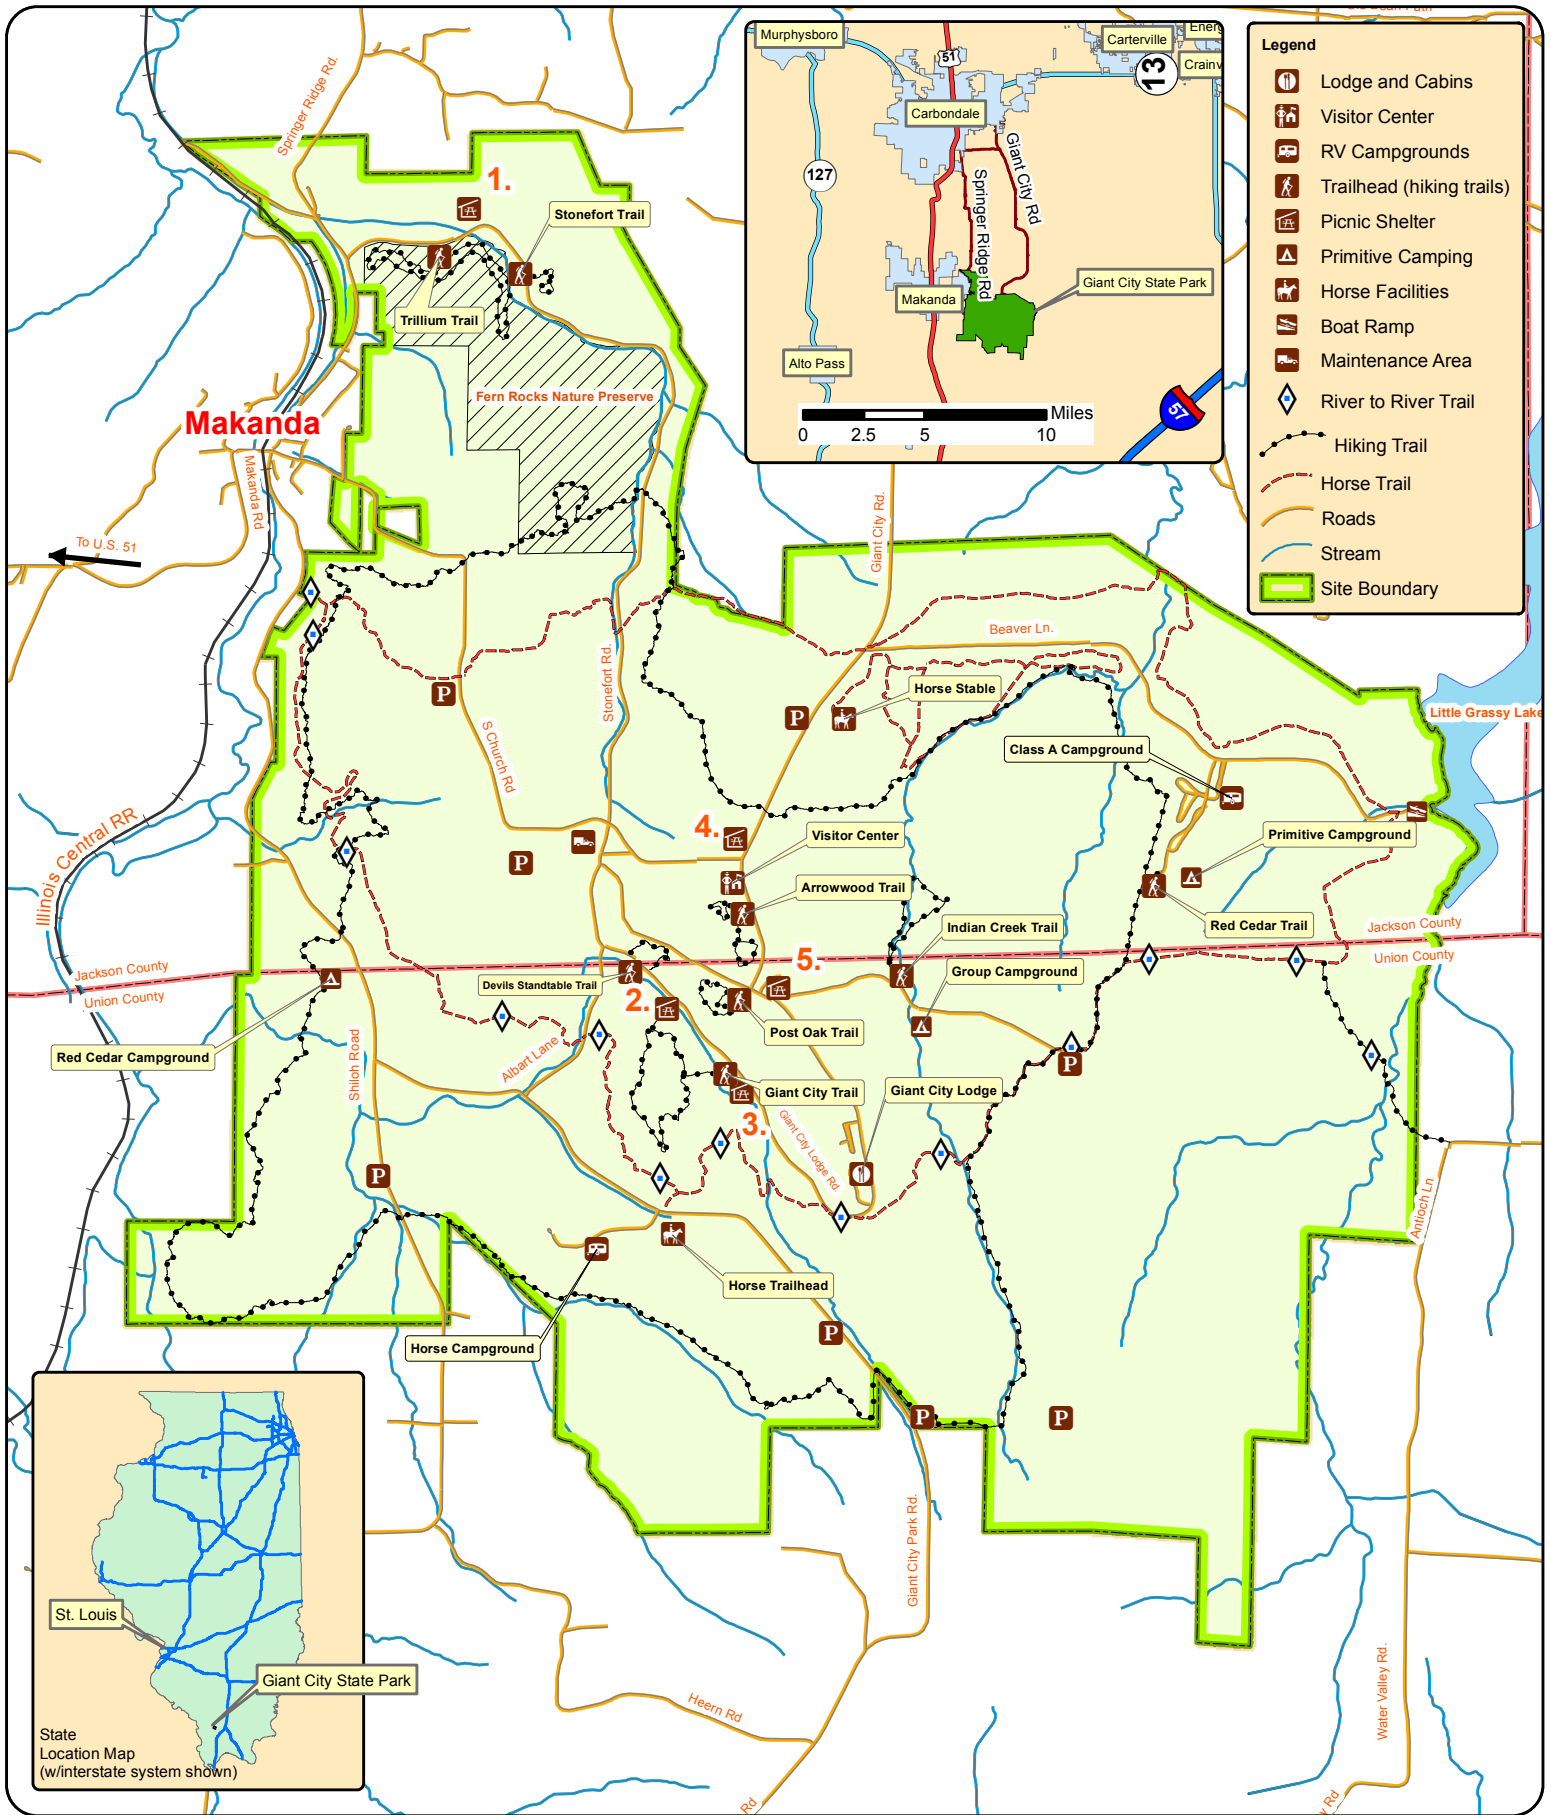 Springer Ridge Rd.
1.
Stonefort Trail
Trillium Trail
Fern Rocks Nature Preserve
Makanda
Makanda Rd
To U.S. 51
Murphysboro
51
Carterville
13
Carbondale
127
Giant City Rd
Springer Ridge Rd
Makanda
Giant City State Park
Alto Pass
57
Miles
0 2.5 5 10
Legend
Lodge and Cabins
Visitor Center
RV Campgrounds
Trailhead (hiking trails)
Picnic Shelter
Primitive Camping
Horse Facilities
Boat Ramp
Maintenance Area
River to River Trail
Hiking Trail
Horse Trail
Roads
Stream
Site Boundary
Giant City Rd.
Beaver Ln.
Stonefort Rd.
P
S Church Rd
P
Horse Stable
Little Grassy Lake
Class A Campground
Illinois Central RR
4.
Visitor Center
Primitive Campground
P
Arrowwood Trail
Red Cedar Trail
Indian Creek Trail
Jackson County
Union County
Jackson County
Union County
5.
Group Campground
Devils Standtable Trail
2.
Post Oak Trail
Red Cedar Campground
Shiloh Road
Albart Lane
P
Giant City Trail
Giant City Lodge
3.
Giant City Lodge Rd.
P
Antioch Ln
Horse Trailhead
Horse Campground
P
P
P
Giant City Park Rd.
St. Louis
Giant City State Park
State
Location Map
(w/interstate system shown)
Heern Rd
Water Valley Rd.
Rd